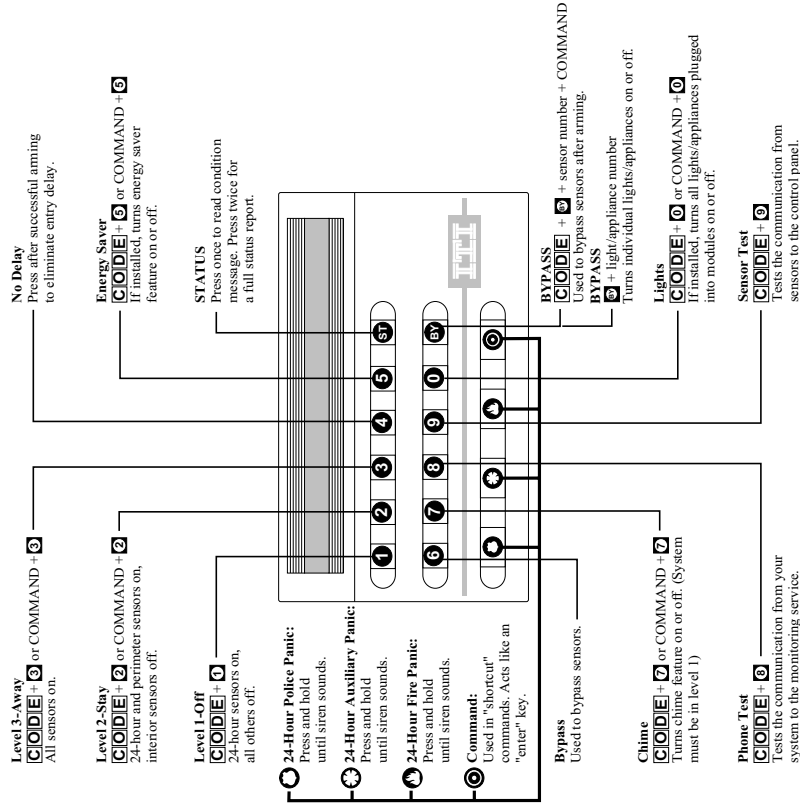 Level 3-Away
CODE + 3 or COMMAND + 3
All sensors on.
Level 2-Stay
CODE + 2 or COMMAND + 2
24-hour and perimeter sensors on,
interior sensors off.
Level 1-Off
CODE + 1
24-hour sensors on,
all others off.
24-Hour Police Panic:
Press and hold
until siren sounds.
24-Hour Auxiliary Panic:
Press and hold
until siren sounds.
24-Hour Fire Panic:
Press and hold
until siren sounds.
Command:
Used in "shortcut"
commands. Acts like an
"enter" key.
Bypass
Used to bypass sensors.
Chime
CODE + 7 or COMMAND + 7
Turns chime feature on or off. (System
must be in level 1)
Phone Test
CODE + 8
Tests the communication from your
system to the monitoring service.
1 2 3 4 5 ST
6 7 8 9 0 BY
ITI
No Delay
Press after successful arming
to eliminate entry delay.
Energy Saver
CODE + 5 or COMMAND + 5
If installed, turns energy saver
feature on or off.
STATUS
Press once to read condition
message. Press twice for
a full status report.
BYPASS
CODE + BY + sensor number + COMMAND
Used to bypass sensors after arming.
BYPASS
BY + light/appliance number
Turns individual lights/appliances on or off.
Lights
CODE + 0 or COMMAND + 0
If installed, turns all lights/appliances plugged
into modules on or off.
Sensor Test
CODE + 9
Tests the communication from
sensors to the control panel.